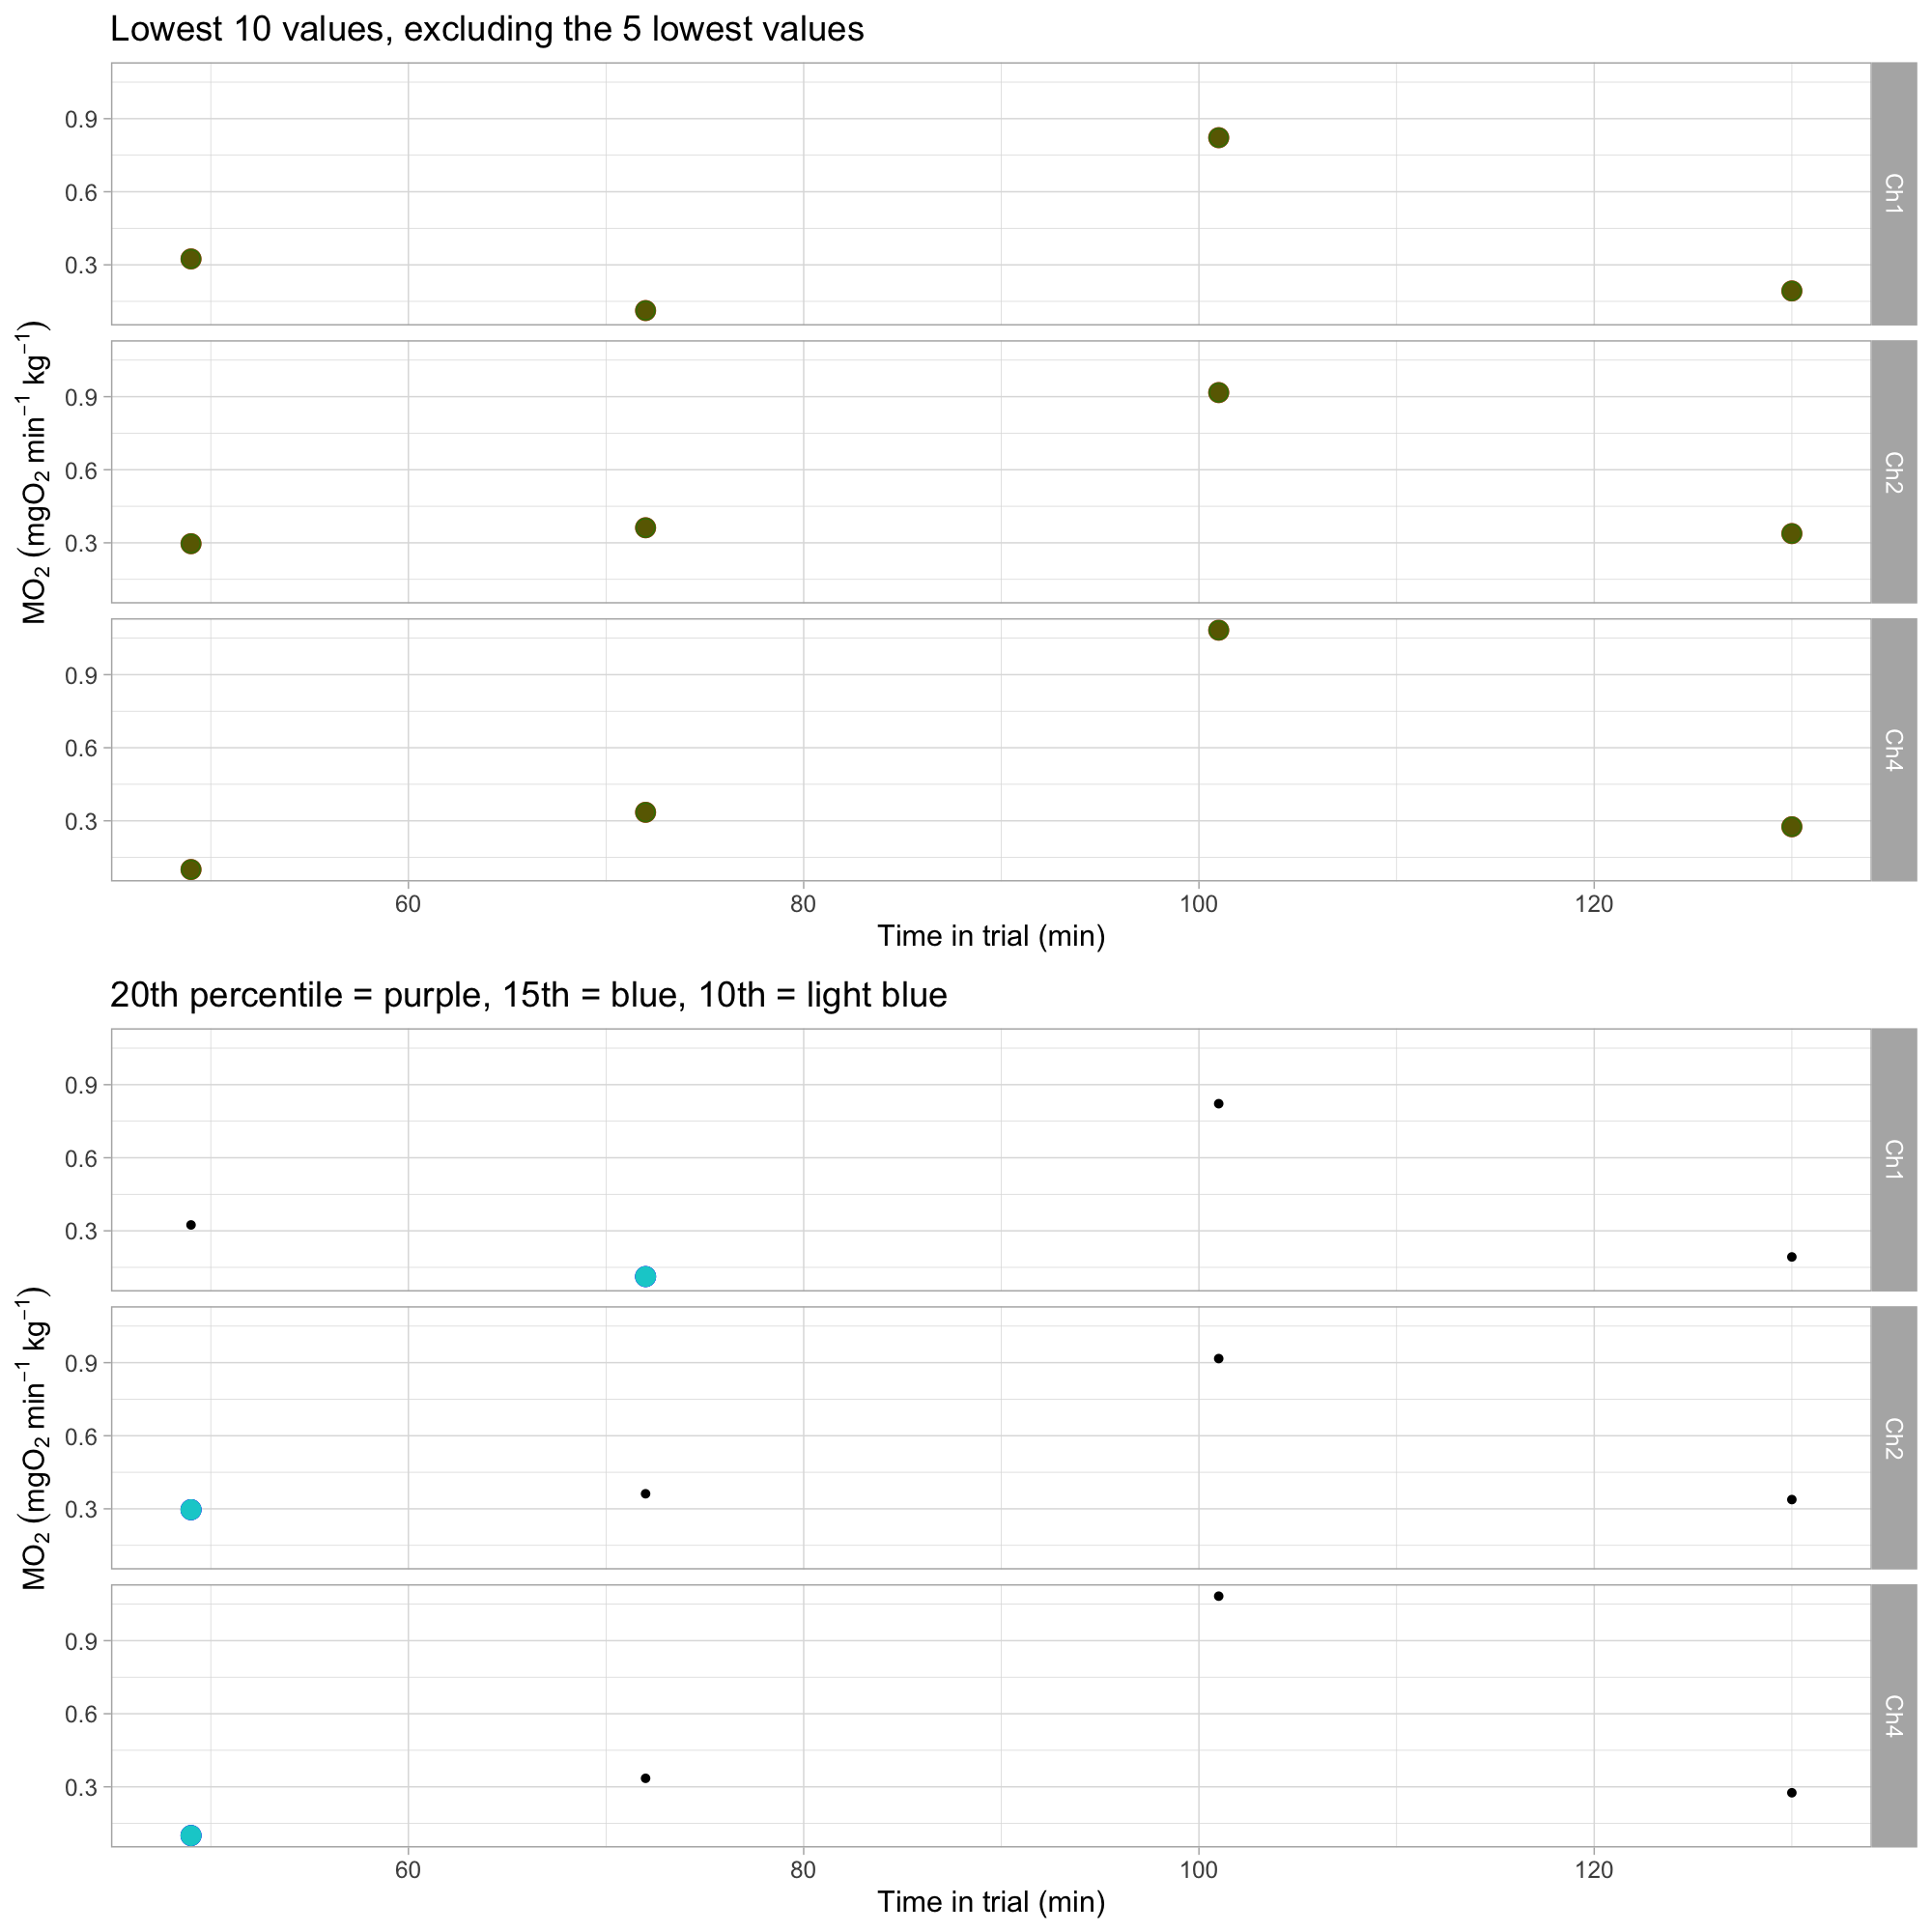 Lowest 10 values, excluding the 5 lowest values
MO₂ (mgO₂ min⁻¹ kg⁻¹)
0.9
0.6
0.3
Ch1
0.9
0.6
0.3
Ch2
0.9
0.6
0.3
Ch4
60 80 100 120
Time in trial (min)
20th percentile = purple, 15th = blue, 10th = light blue
MO₂ (mgO₂ min⁻¹ kg⁻¹)
0.9
0.6
0.3
Ch1
0.9
0.6
0.3
Ch2
0.9
0.6
0.3
Ch4
60 80 100 120
Time in trial (min)